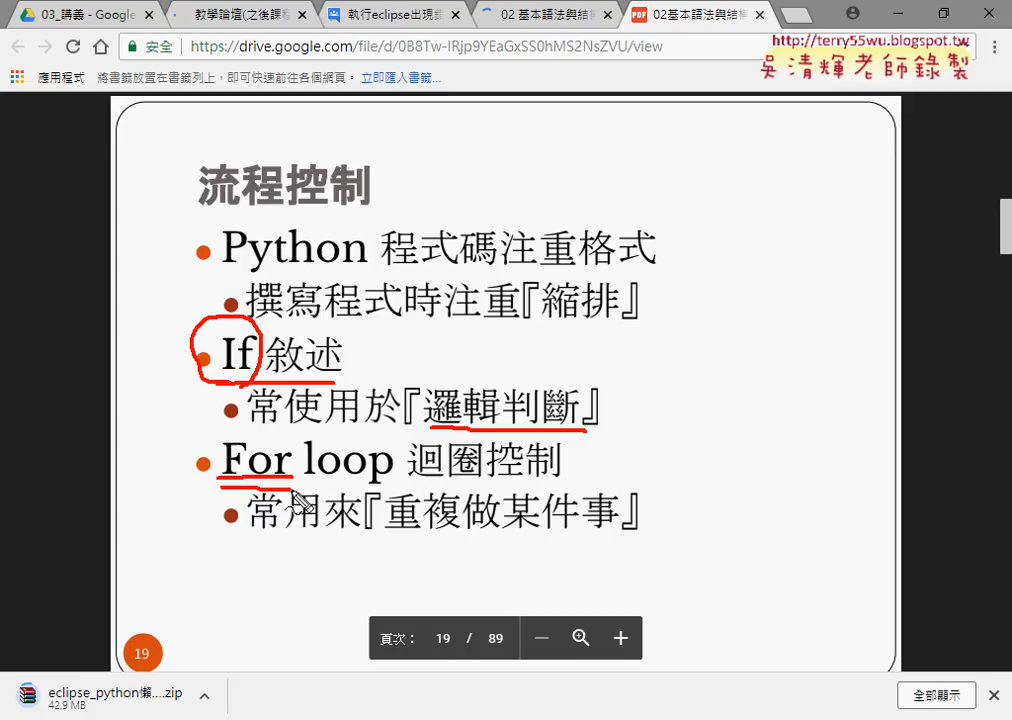 03_講義 - Google
教學論壇(之後課程
執行eclipse出現錯
02 基本語法與結構
PDF
02基本語法與結構
安全
https://drive.google.com/file/d/0B8Tw-IRjp9YEaGxSS0hMS2NsZVU/view
http://terry55wu.blogspot.tw
吳清輝老師錄製
應用程式
將書籤放置在書籤列上，即可快速前往各個網頁。
立即匯入書籤...
流程控制
Python 程式碼注重格式
撰寫程式時注重『縮排』
If 敘述
常使用於『邏輯判斷』
For loop 迴圈控制
常用來『重複做某件事』
頁次： 19 / 89
19
eclipse_python懶....zip
42.9 MB
全部顯示